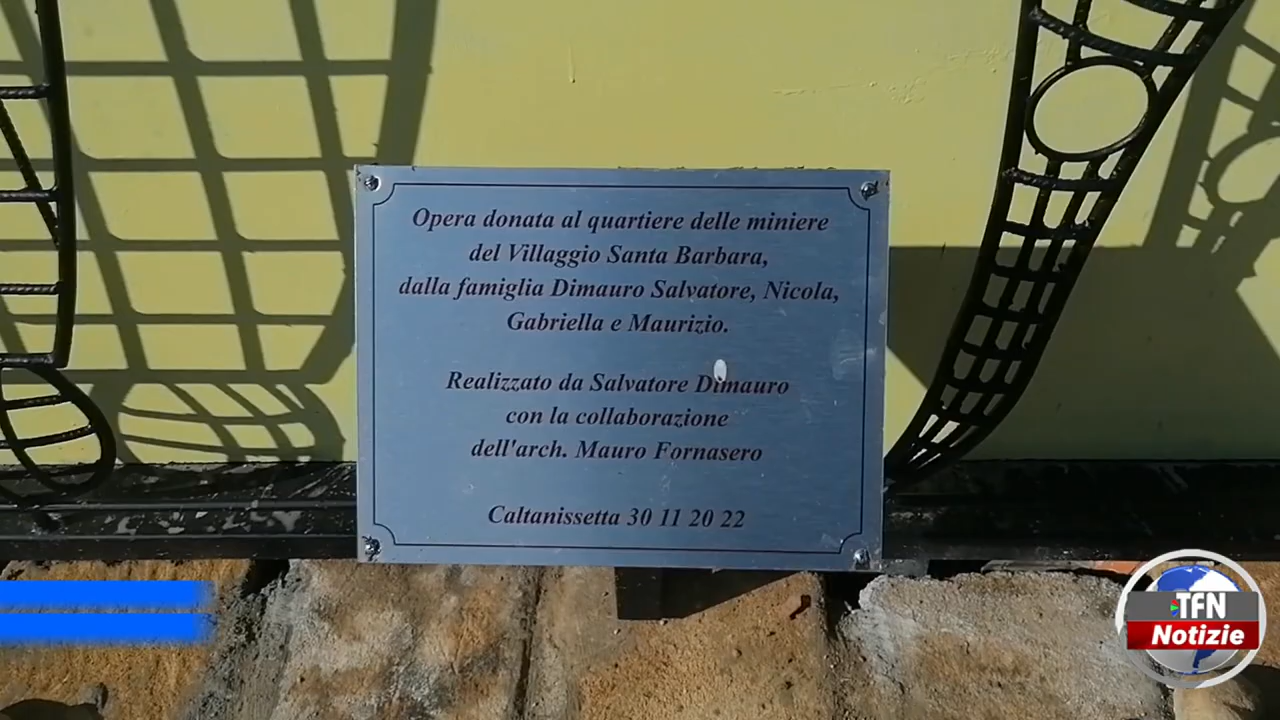 Opera donata al quartiere delle miniere
del Villaggio Santa Barbara,
dalla famiglia Dimauro Salvatore, Nicola,
Gabriella e Maurizio.
Realizzato da Salvatore Dimauro
con la collaborazione
dell'arch. Mauro Fornasero
Caltanissetta 30 11 20 22
TFN
Notizie